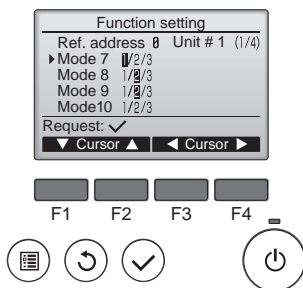 Function setting
Ref. address 0 Unit # 1 (1/4)
Mode 7 1/2/3
Mode 8 1/2/3
Mode 9 1/2/3
Mode10 1/2/3
Request: ✓
▼ Cursor ▲ ◀ Cursor ▶
F1 F2 F3 F4